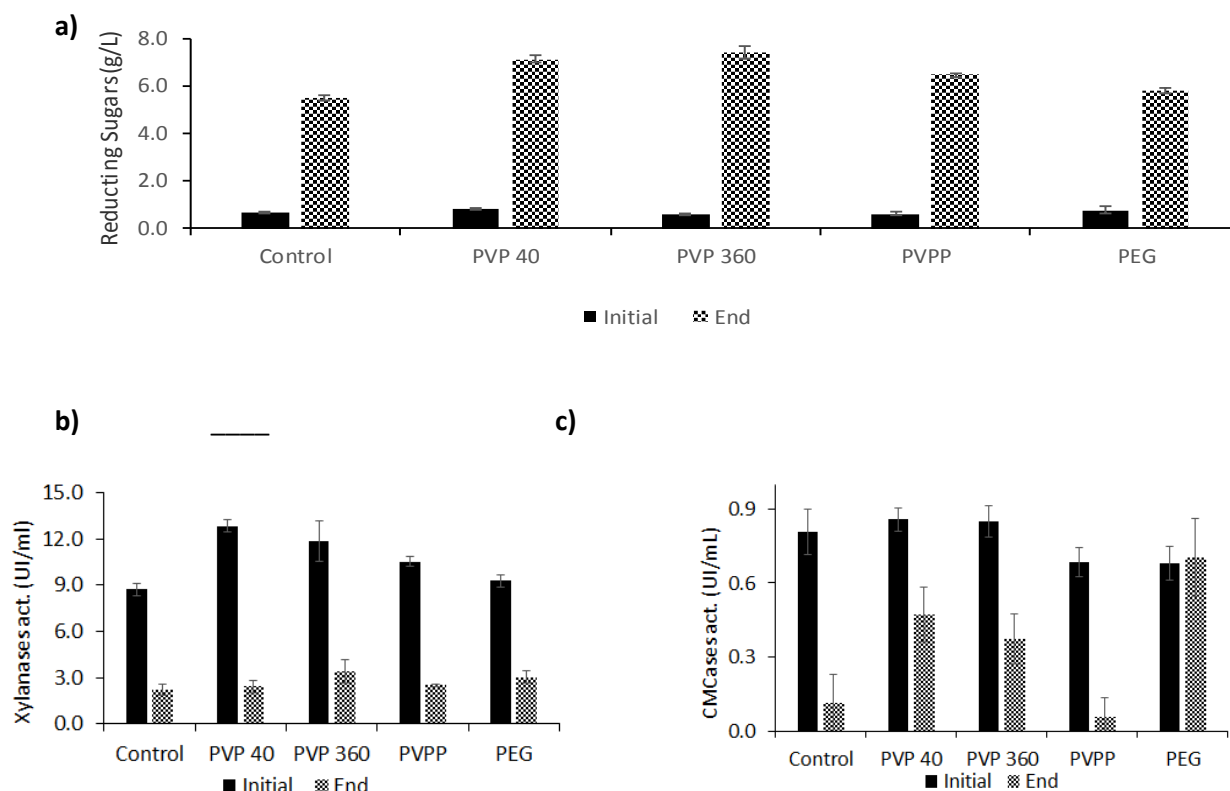 a)
Reducting Sugars (g/L)
8.0
6.0
4.0
2.0
0.0
Control PVP 40 PVP 360 PVPP PEG
Initial End
b)
c)
Xylanases act. (UI/ml)
15.0
12.0
9.0
6.0
3.0
0.0
Control PVP 40 PVP 360 PVPP PEG
Initial End
CMCases act. (UI/mL)
0.9
0.6
0.3
0.0
Control PVP 40 PVP 360 PVPP PEG
Initial End